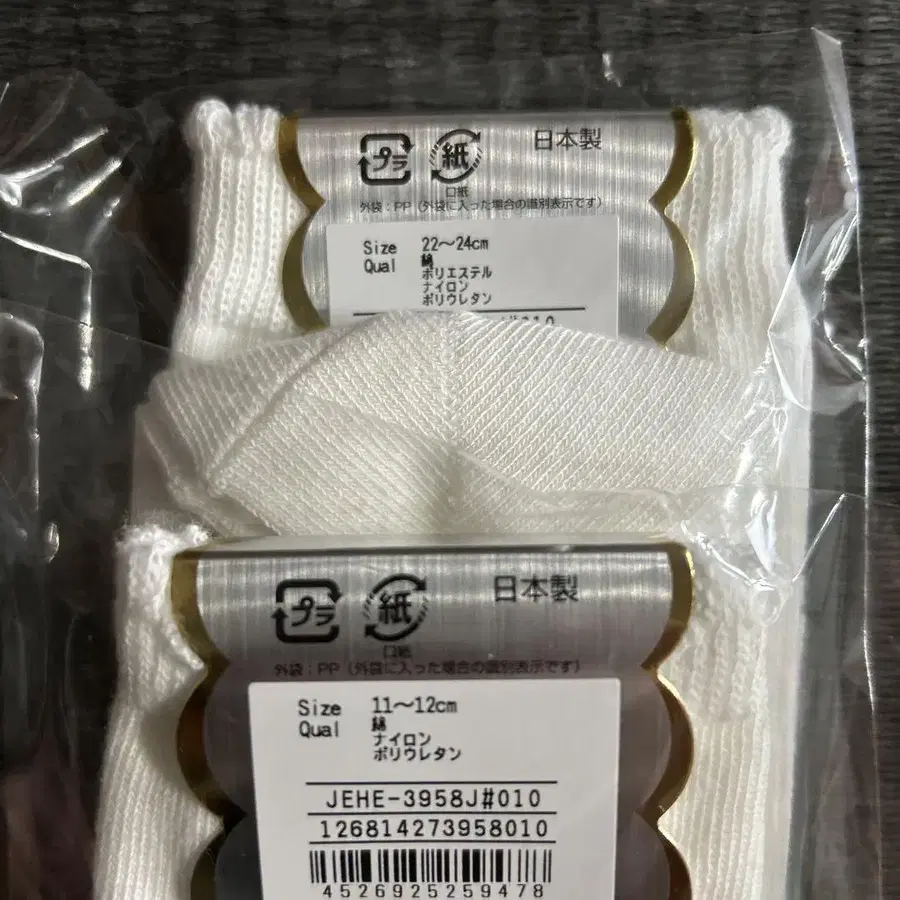 プラ 紙 日本製
口紙
外袋：PP（外袋に入った場合の識別表示です）
Size 22～24cm
Qual 綿
ポリエステル
ナイロン
ポリウレタン
プラ 紙 日本製
口紙
外袋：PP（外袋に入った場合の識別表示です）
Size 11～12cm
Qual 綿
ナイロン
ポリウレタン
JEHE-3958J#010
126814273958010
4526925259478